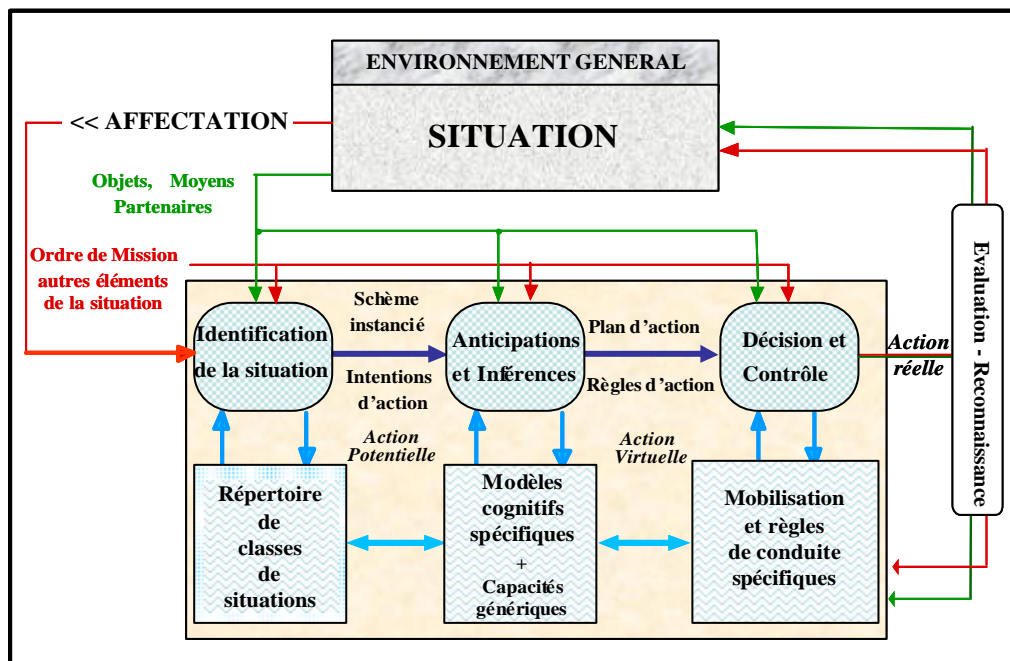 ENVIRONNEMENT GENERAL
SITUATION
<< AFFECTATION
Objets, Moyens
Partenaires
Ordre de Mission
autres éléments
de la situation
Identification
de la situation
Schème
instancié
Intentions
d'action
Anticipations
et Inférences
Plan d'action
Règles d'action
Décision et
Contrôle
Action
réelle
Evaluation - Reconnaissance
Action
Potentielle
Action
Virtuelle
Répertoire
de
classes
de
situations
Modèles
cognitifs
spécifiques
+
Capacités
génériques
Mobilisation
et règles
de conduite
spécifiques